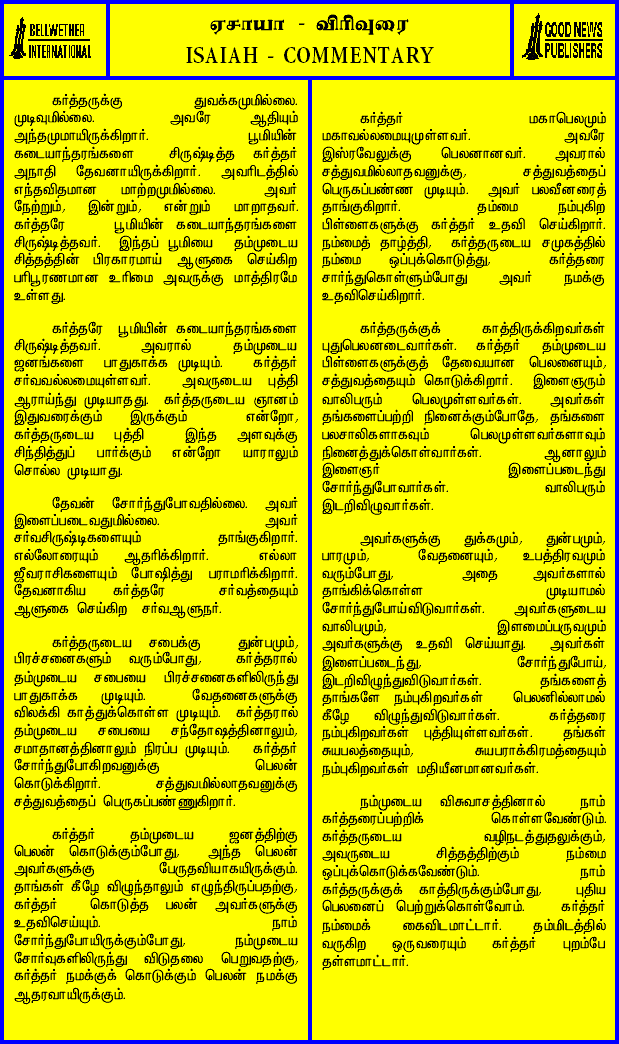 BELLWETHER
INTERNATIONAL
ஏசாயா - விரிவுரை
ISAIAH - COMMENTARY
GOOD NEWS
PUBLISHERS
கர்த்தருக்கு துவக்கமுமில்லை.
முடிவுமில்லை. அவரே ஆதியும்
அந்தமுமாயிருக்கிறார். பூமியின்
கடையாந்தரங்களை சிருஷ்டித்த கர்த்தர்
அநாதி தேவனாயிருக்கிறார். அவரிடத்தில்
எந்தவிதமான மாற்றமுமில்லை. அவர்
நேற்றும், இன்றும், என்றும் மாறாதவர்.
கர்த்தரே பூமியின் கடையாந்தரங்களை
சிருஷ்டித்தவர். இந்தப் பூமியை தம்முடைய
சித்தத்தின் பிரகாரமாய் ஆளுகை செய்கிற
பரிபூரணமான உரிமை அவருக்கு மாத்திரமே
உள்ளது.
கர்த்தரே பூமியின் கடையாந்தரங்களை
சிருஷ்டித்தவர். அவரால் தம்முடைய
ஜனங்களை பாதுகாக்க முடியும். கர்த்தர்
சர்வவல்லமையுள்ளவர். அவருடைய புத்தி
ஆராய்ந்து முடியாதது. கர்த்தருடைய ஞானம்
இதுவரைக்கும் இருக்கும் என்றோ,
கர்த்தருடைய புத்தி இந்த அளவுக்கு
சிந்தித்துப் பார்க்கும் என்றோ யாராலும்
சொல்ல முடியாது.
தேவன் சோர்ந்துபோவதில்லை. அவர்
இளைப்படைவதுமில்லை. அவர்
சர்வசிருஷ்டிகளையும் தாங்குகிறார்.
எல்லோரையும் ஆதரிக்கிறார். எல்லா
ஜீவராசிகளையும் போஷித்து பராமரிக்கிறார்.
தேவனாகிய கர்த்தரே சர்வத்தையும்
ஆளுகை செய்கிற சர்வஆளுநர்.
கர்த்தருடைய சபைக்கு துன்பமும்,
பிரச்சனைகளும் வரும்போது, கர்த்தரால்
தம்முடைய சபையை பிரச்சனைகளிலிருந்து
பாதுகாக்க முடியும். வேதனைகளுக்கு
விலக்கி காத்துக்கொள்ள முடியும். கர்த்தரால்
தம்முடைய சபையை சந்தோஷத்தினாலும்,
சமாதானத்தினாலும் நிரப்ப முடியும். கர்த்தர்
சோர்ந்துபோகிறவனுக்கு பெலன்
கொடுக்கிறார். சத்துவமில்லாதவனுக்கு
சத்துவத்தைப் பெருகப்பண்ணுகிறார்.
கர்த்தர் தம்முடைய ஜனத்திற்கு
பெலன் கொடுக்கும்போது, அந்த பெலன்
அவர்களுக்கு பேருதவியாகயிருக்கும்.
தாங்கள் கீழே விழுந்தாலும் எழுந்திருப்பதற்கு,
கர்த்தர் கொடுத்த பலன் அவர்களுக்கு
உதவிசெய்யும். நாம்
சோர்ந்துபோயிருக்கும்போது, நம்முடைய
சோர்வுகளிலிருந்து விடுதலை பெறுவதற்கு,
கர்த்தர் நமக்குக் கொடுக்கும் பெலன் நமக்கு
ஆதரவாயிருக்கும்.
கர்த்தர் மகாபெலமும்
மகாவல்லமையுமுள்ளவர். அவரே
இஸ்ரவேலுக்கு பெலனானவர். அவரால்
சத்துவமில்லாதவனுக்கு, சத்துவத்தைப்
பெருகப்பண்ண முடியும். அவர் பலவீனரைத்
தாங்குகிறார். தம்மை நம்புகிற
பிள்ளைகளுக்கு கர்த்தர் உதவி செய்கிறார்.
நம்மைத் தாழ்த்தி, கர்த்தருடைய சமுகத்தில்
நம்மை ஒப்புக்கொடுத்து, கர்த்தரை
சார்ந்துகொள்ளும்போது அவர் நமக்கு
உதவிசெய்கிறார்.
கர்த்தருக்குக் காத்திருக்கிறவர்கள்
புதுபெலனடைவார்கள். கர்த்தர் தம்முடைய
பிள்ளைகளுக்குத் தேவையான பெலனையும்,
சத்துவத்தையும் கொடுக்கிறார். இளைஞரும்
வாலிபரும் பெலமுள்ளவர்கள். அவர்கள்
தங்களைப்பற்றி நினைக்கும்போதே, தங்களை
பலசாலிகளாகவும் பெலமுள்ளவர்களாவும்
நினைத்துக்கொள்வார்கள். ஆனாலும்
இளைஞர் இளைப்படைந்து
சோர்ந்துபோவார்கள். வாலிபரும்
இடறிவிழுவார்கள்.
அவர்களுக்கு துக்கமும், துன்பமும்,
பாரமும், வேதனையும், உபத்திரவமும்
வரும்போது, அதை அவர்களால்
தாங்கிக்கொள்ள முடியாமல்
சோர்ந்துபோய்விடுவார்கள். அவர்களுடைய
வாலிபமும், இளமைப்பருவமும்
அவர்களுக்கு உதவி செய்யாது. அவர்கள்
இளைப்படைந்து, சோர்ந்துபோய்,
இடறிவிழுந்துவிடுவார்கள். தங்களைத்
தாங்களே நம்புகிறவர்கள் பெலனில்லாமல்
கீழே விழுந்துவிடுவார்கள். கர்த்தரை
நம்புகிறவர்கள் புத்தியுள்ளவர்கள். தங்கள்
சுயபலத்தையும், சுயபராக்கிரமத்தையும்
நம்புகிறவர்கள் மதியீனமானவர்கள்.
நம்முடைய விசுவாசத்தினால் நாம்
கர்த்தரைப்பற்றிக் கொள்ளவேண்டும்.
கர்த்தருடைய வழிநடத்துதலுக்கும்,
அவருடைய சித்தத்திற்கும் நம்மை
ஒப்புக்கொடுக்கவேண்டும். நாம்
கர்த்தருக்குக் காத்திருக்கும்போது, புதிய
பெலனைப் பெற்றுக்கொள்வோம். கர்த்தர்
நம்மைக் கைவிடமாட்டார். தம்மிடத்தில்
வருகிற ஒருவரையும் கர்த்தர் புறம்பே
தள்ளமாட்டார்.